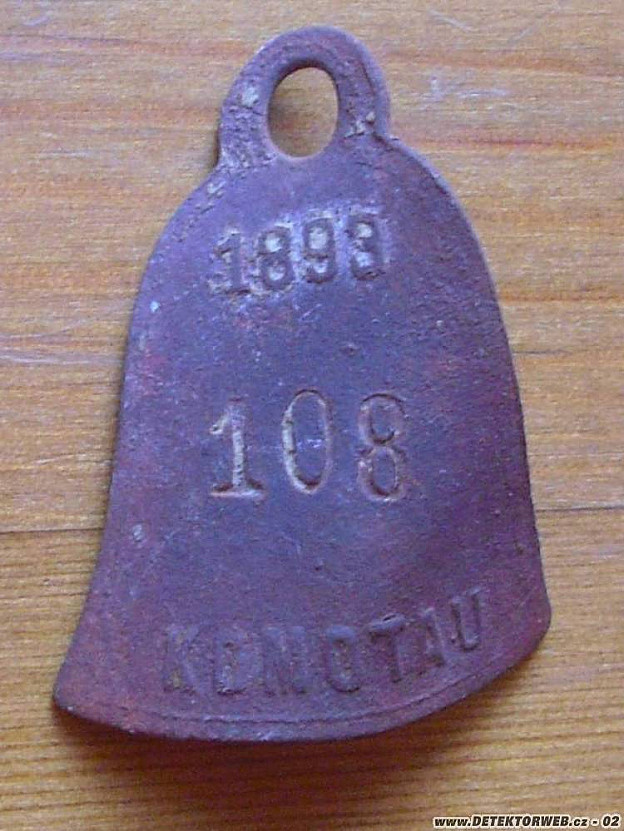 1893
108
KOMOTAU
www.DETEKTORWEB.cz - 02